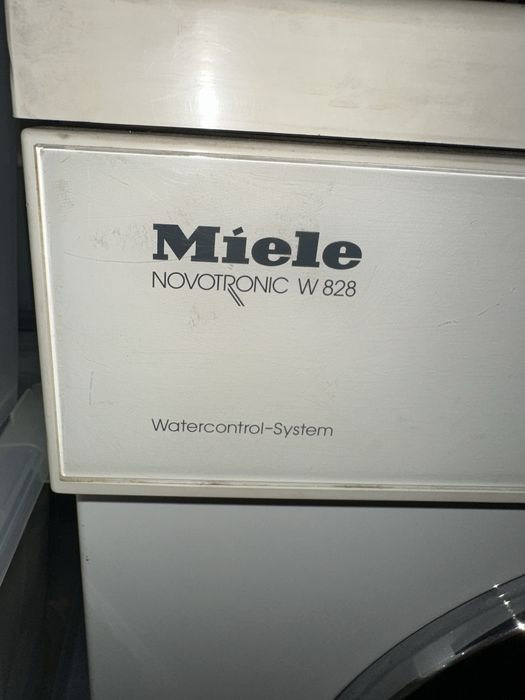 Miele
NOVOTRONIC W 828
Watercontrol-System